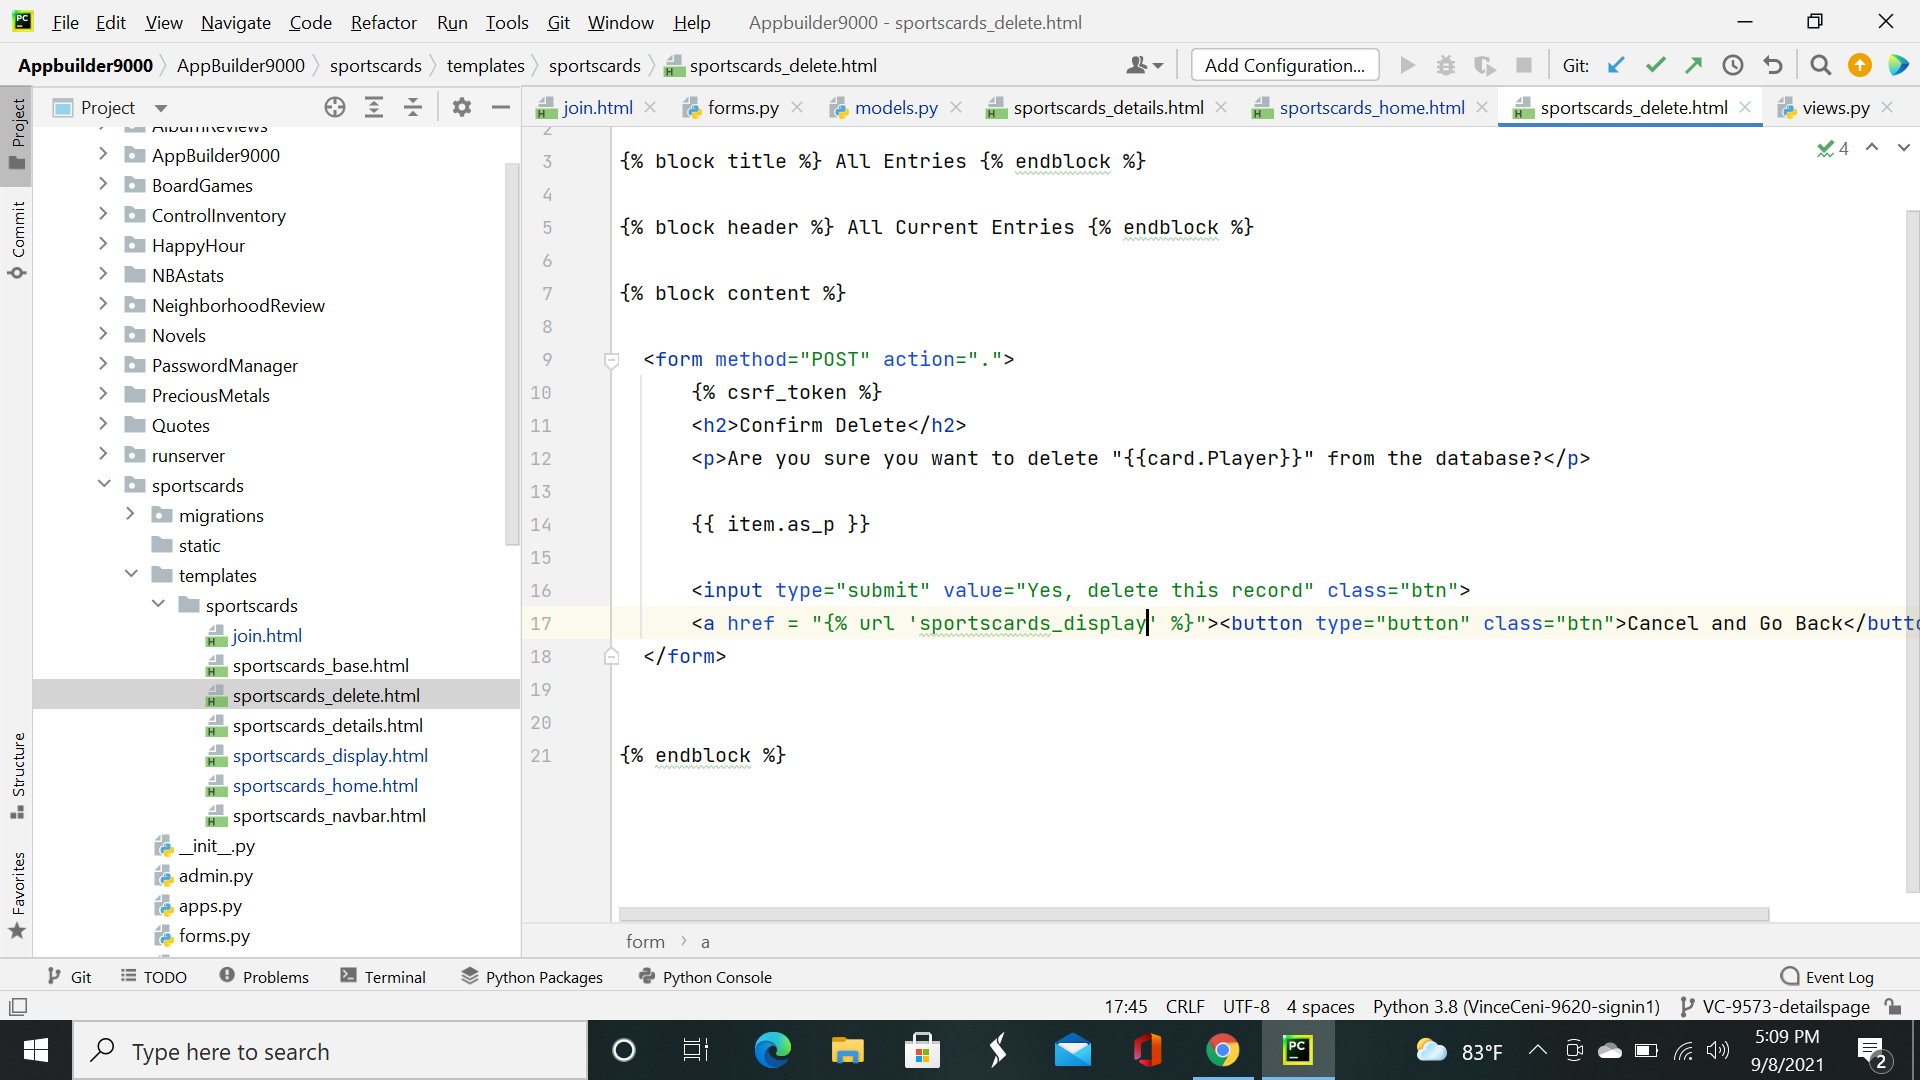 File Edit View Navigate Code Refactor Run Tools Git Window Help Appbuilder9000 - sportscards_delete.html
Appbuilder9000 AppBuilder9000 sportscards templates sportscards sportscards_delete.html Add Configuration... Git:
Project
join.html forms.py models.py sportscards_details.html sportscards_home.html sportscards_delete.html views.py
Project
Commit
Structure
Favorites
AlbumReviews
AppBuilder9000
BoardGames
ControlInventory
HappyHour
NBAstats
NeighborhoodReview
Novels
PasswordManager
PreciousMetals
Quotes
runserver
sportscards
migrations
static
templates
sportscards
join.html
sportscards_base.html
sportscards_delete.html
sportscards_details.html
sportscards_display.html
sportscards_home.html
sportscards_navbar.html
__init__.py
admin.py
apps.py
forms.py
4
2
3 {% block title %} All Entries {% endblock %}
4
5 {% block header %} All Current Entries {% endblock %}
6
7 {% block content %}
8
9 <form method="POST" action=".">
10 {% csrf_token %}
11 <h2>Confirm Delete</h2>
12 <p>Are you sure you want to delete "{{card.Player}}" from the database?</p>
13
14 {{ item.as_p }}
15
16 <input type="submit" value="Yes, delete this record" class="btn">
17 <a href = "{% url 'sportscards_display' %}"><button type="button" class="btn">Cancel and Go Back</butto
18 </form>
19
20
21 {% endblock %}
form a
Git TODO Problems Terminal Python Packages Python Console Event Log
17:45 CRLF UTF-8 4 spaces Python 3.8 (VinceCeni-9620-signin1) VC-9573-detailspage
Type here to search
83°F
5:09 PM
9/8/2021
2